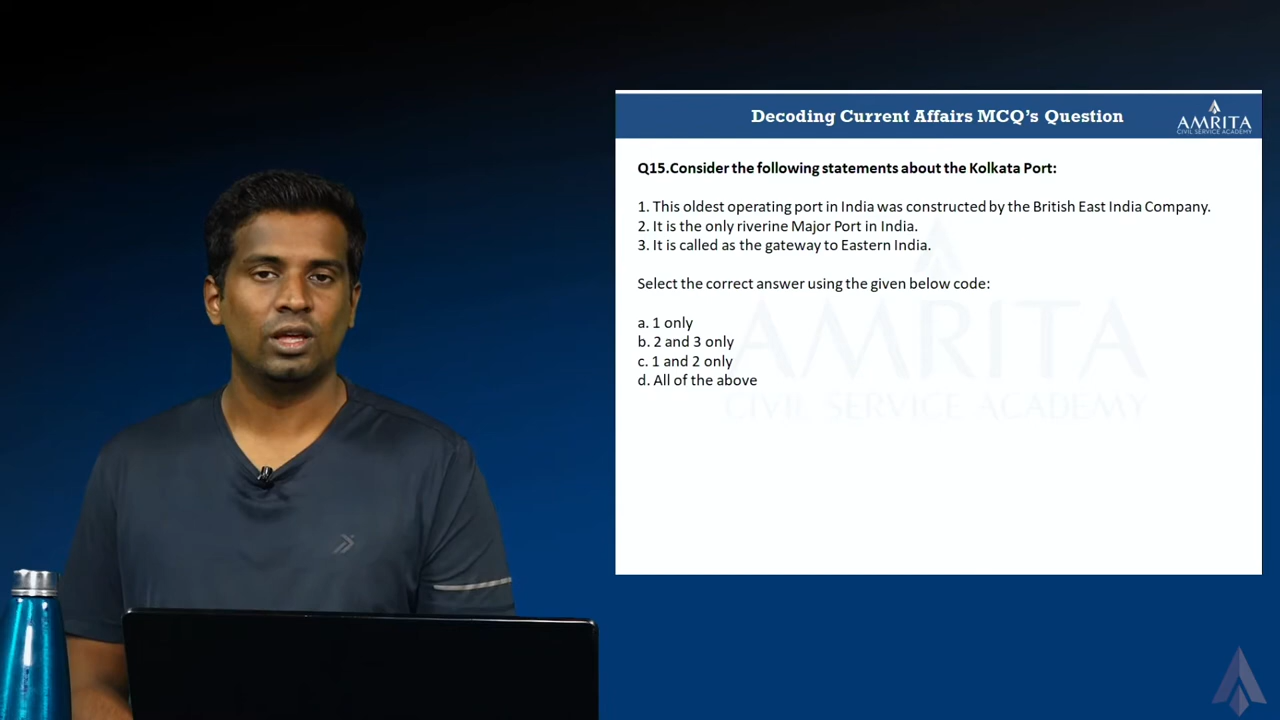 Decoding Current Affairs MCQ's Question
AMRITA
CIVIL SERVICE ACADEMY
Q15.Consider the following statements about the Kolkata Port:
1. This oldest operating port in India was constructed by the British East India Company.
2. It is the only riverine Major Port in India.
3. It is called as the gateway to Eastern India.
Select the correct answer using the given below code:
a. 1 only
b. 2 and 3 only
c. 1 and 2 only
d. All of the above
AMRITA
CIVIL SERVICE ACADEMY